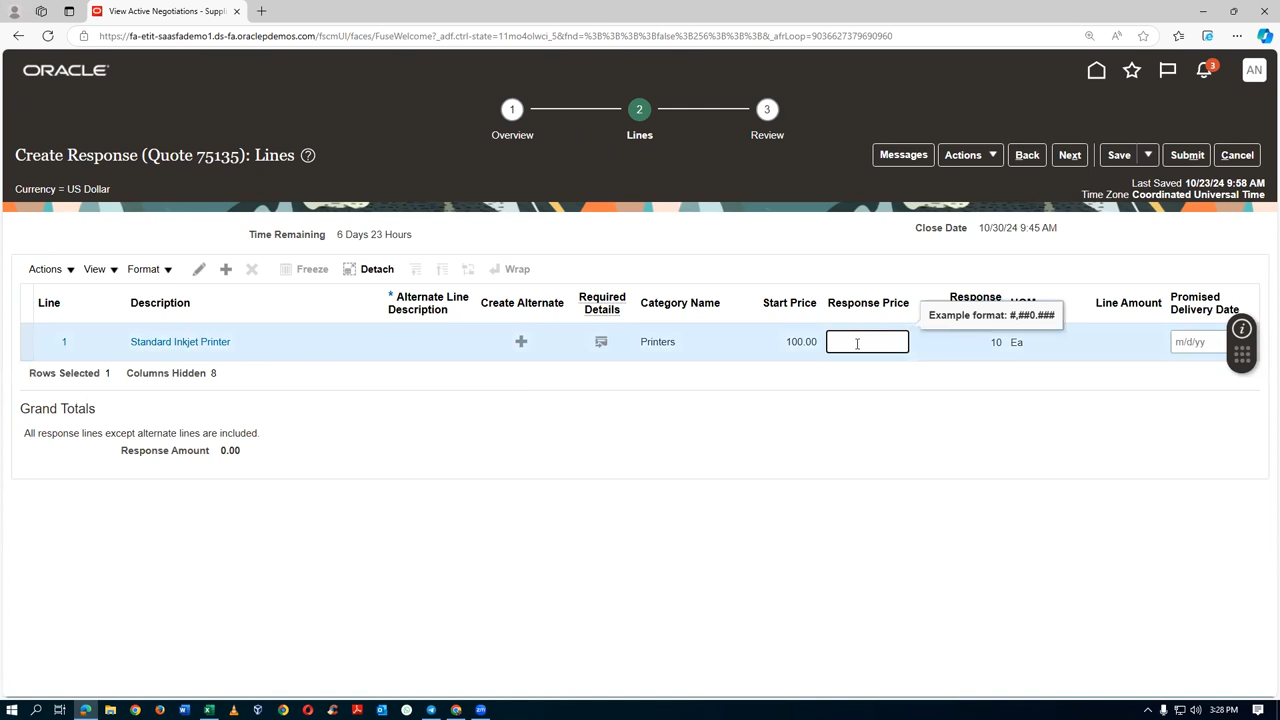 View Active Negotiations - Suppli
https://fa-etit-saasfademo1.ds-fa.oraclepdemos.com/fscmUI/faces/FuseWelcome?_adf.ctrl-state=11mo4olwci_5&fnd=%3B%3B%3B%3Bfalse%3B256%3B%3B%3B&_afrLoop=9036627379690960
ORACLE
3
AN
1 2 3
Overview Lines Review
Create Response (Quote 75135): Lines
Messages Actions Back Next Save Submit Cancel
Currency = US Dollar
Last Saved 10/23/24 9:58 AM
Time Zone Coordinated Universal Time
Time Remaining 6 Days 23 Hours
Close Date 10/30/24 9:45 AM
Actions View Format Freeze Detach Wrap
Line Description * Alternate Line Description Create Alternate Required Details Category Name Start Price Response Price Response Line Amount Promised Delivery Date
Example format: #,##0.###
1 Standard Inkjet Printer Printers 100.00 10 Ea m/d/yy
Rows Selected 1 Columns Hidden 8
Grand Totals
All response lines except alternate lines are included.
Response Amount 0.00
3:28 PM